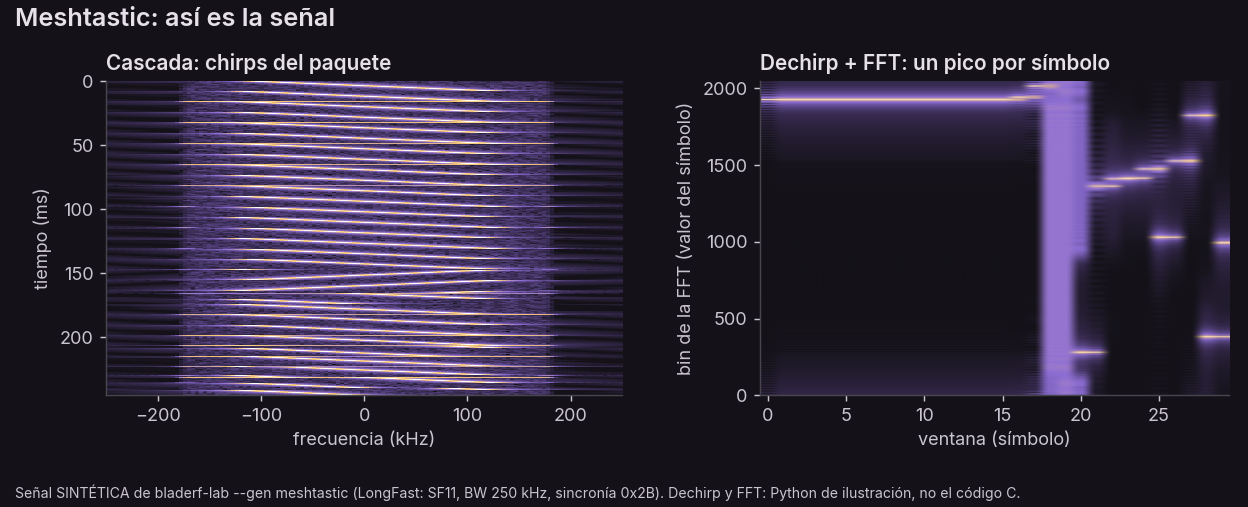 Meshtastic: así es la señal
Cascada: chirps del paquete
0
50
100
150
200
tiempo (ms)
−200
−100
0
100
200
frecuencia (kHz)
Dechirp + FFT: un pico por símbolo
2000
1500
1000
500
0
bin de la FFT (valor del símbolo)
0
5
10
15
20
25
ventana (símbolo)
Señal SINTÉTICA de bladerf-lab --gen meshtastic (LongFast: SF11, BW 250 kHz, sincronía 0x2B). Dechirp y FFT: Python de ilustración, no el código C.